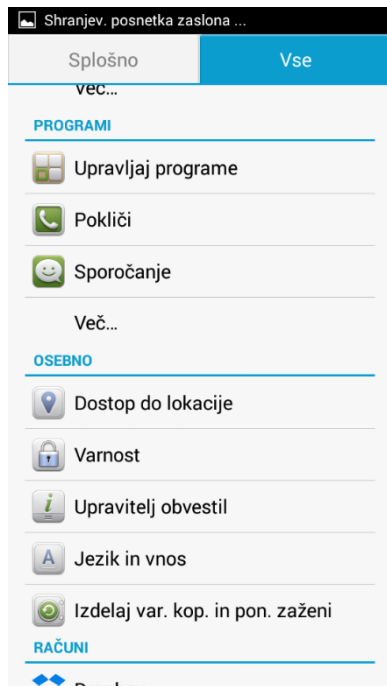 Shranjev. posnetka zaslona ...
Splošno
Vse
Več...
PROGRAMI
Upravljaj programe
Pokliči
Sporočanje
Več...
OSEBNO
Dostop do lokacije
Varnost
Upravitelj obvestil
Jezik in vnos
Izdelaj var. kop. in pon. zaženi
RAČUNI